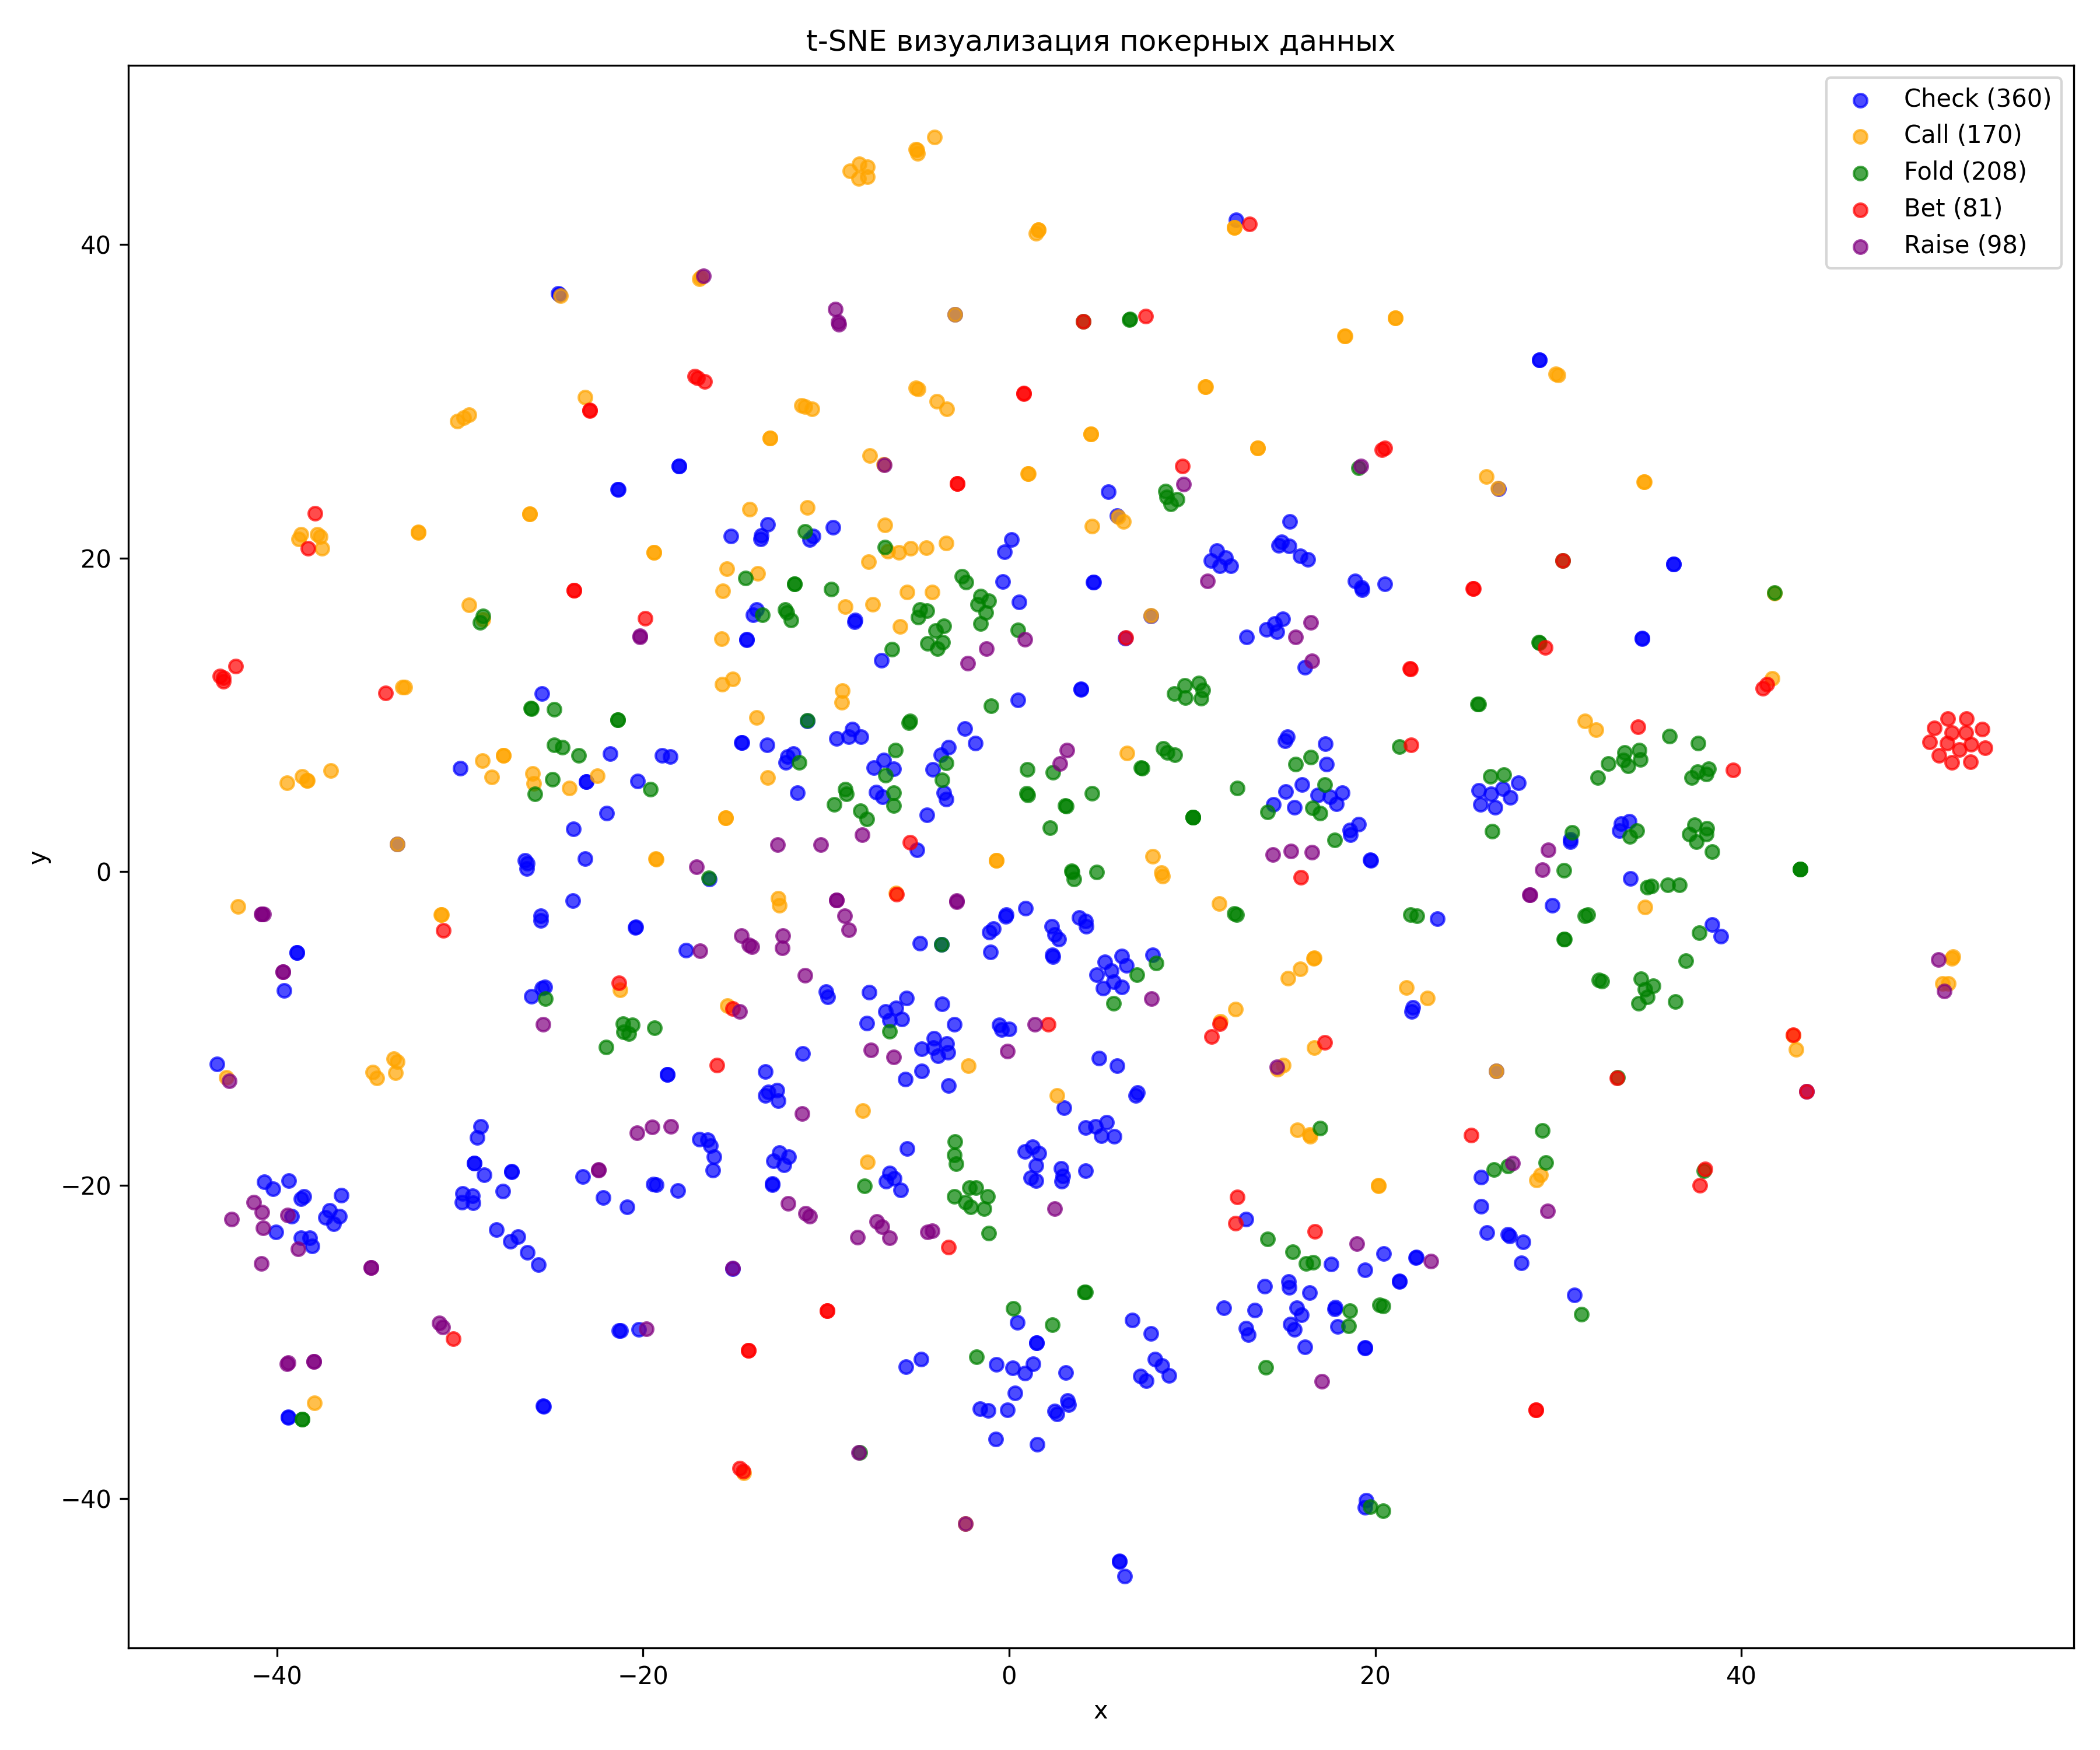 t-SNE визуализация покерных данных
Check (360)
Call (170)
Fold (208)
Bet (81)
Raise (98)
40
20
0
−20
−40
y
−40
−20
0
20
40
x